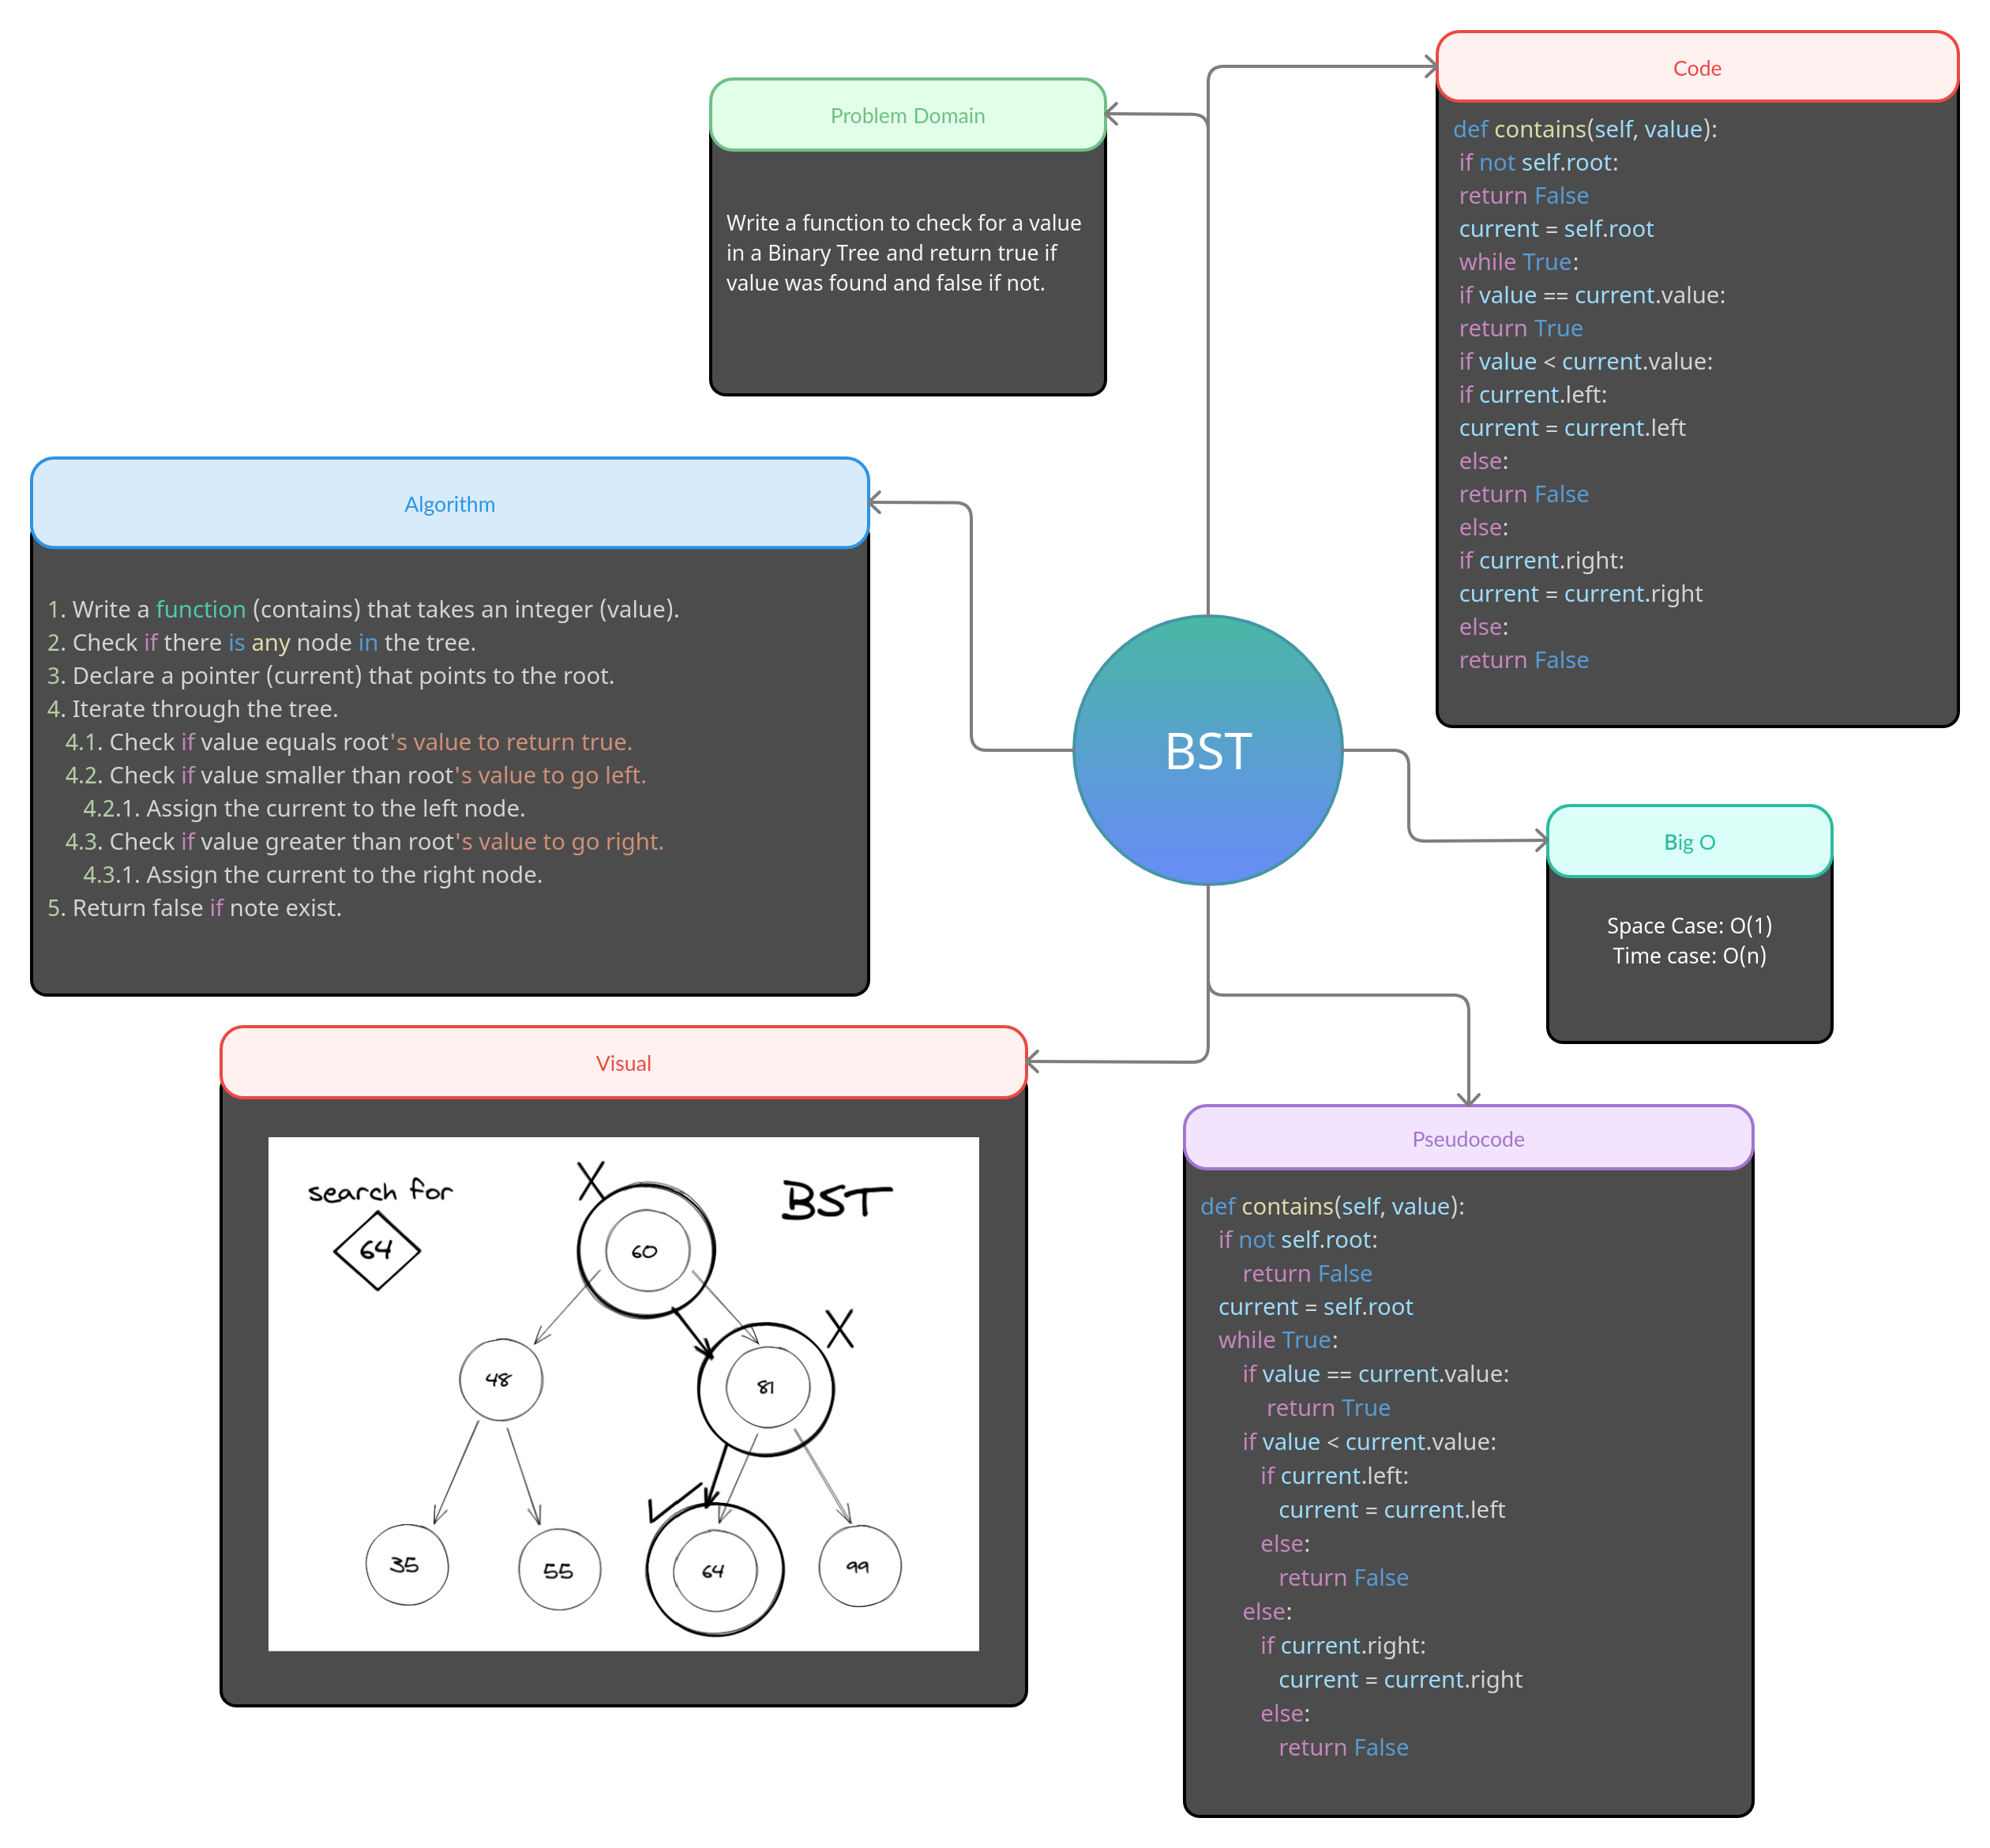 Problem Domain
Write a function to check for a value
in a Binary Tree and return true if
value was found and false if not.
Code
def contains(self, value):
if not self.root:
return False
current = self.root
while True:
if value == current.value:
return True
if value < current.value:
if current.left:
current = current.left
else:
return False
else:
if current.right:
current = current.right
else:
return False
Algorithm
1. Write a function (contains) that takes an integer (value).
2. Check if there is any node in the tree.
3. Declare a pointer (current) that points to the root.
4. Iterate through the tree.
4.1. Check if value equals root's value to return true.
4.2. Check if value smaller than root's value to go left.
4.2.1. Assign the current to the left node.
4.3. Check if value greater than root's value to go right.
4.3.1. Assign the current to the right node.
5. Return false if note exist.
BST
Big O
Space Case: O(1)
Time case: O(n)
Visual
search for
64
BST
60
48
81
35
55
64
99
Pseudocode
def contains(self, value):
if not self.root:
return False
current = self.root
while True:
if value == current.value:
return True
if value < current.value:
if current.left:
current = current.left
else:
return False
else:
if current.right:
current = current.right
else:
return False